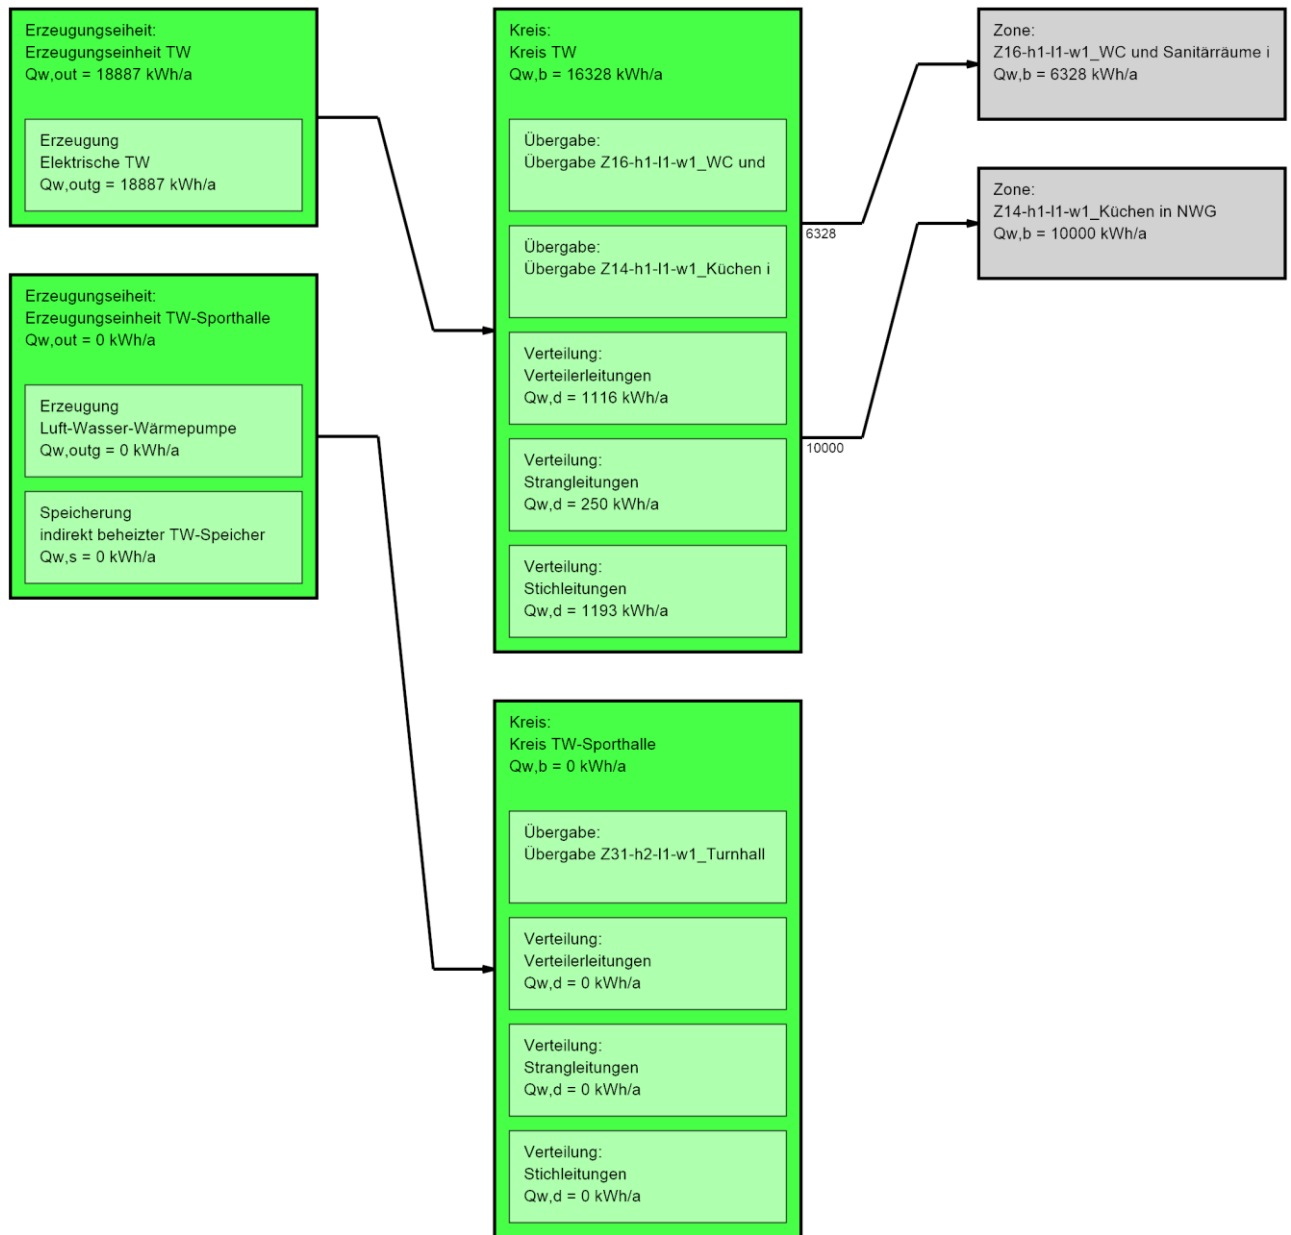 Erzeugungseiheit:
Erzeugungseinheit TW
Qw,out = 18887 kWh/a
Erzeugung
Elektrische TW
Qw,outg = 18887 kWh/a
Erzeugungseiheit:
Erzeugungseinheit TW-Sporthalle
Qw,out = 0 kWh/a
Erzeugung
Luft-Wasser-Wärmepumpe
Qw,outg = 0 kWh/a
Speicherung
indirekt beheizter TW-Speicher
Qw,s = 0 kWh/a
Kreis:
Kreis TW
Qw,b = 16328 kWh/a
Übergabe:
Übergabe Z16-h1-l1-w1_WC und
Übergabe:
Übergabe Z14-h1-l1-w1_Küchen i
Verteilung:
Verteilerleitungen
Qw,d = 1116 kWh/a
Verteilung:
Strangleitungen
Qw,d = 250 kWh/a
Verteilung:
Stichleitungen
Qw,d = 1193 kWh/a
6328
10000
Kreis:
Kreis TW-Sporthalle
Qw,b = 0 kWh/a
Übergabe:
Übergabe Z31-h2-l1-w1_Turnhall
Verteilung:
Verteilerleitungen
Qw,d = 0 kWh/a
Verteilung:
Strangleitungen
Qw,d = 0 kWh/a
Verteilung:
Stichleitungen
Qw,d = 0 kWh/a
Zone:
Z16-h1-l1-w1_WC und Sanitärräume i
Qw,b = 6328 kWh/a
Zone:
Z14-h1-l1-w1_Küchen in NWG
Qw,b = 10000 kWh/a